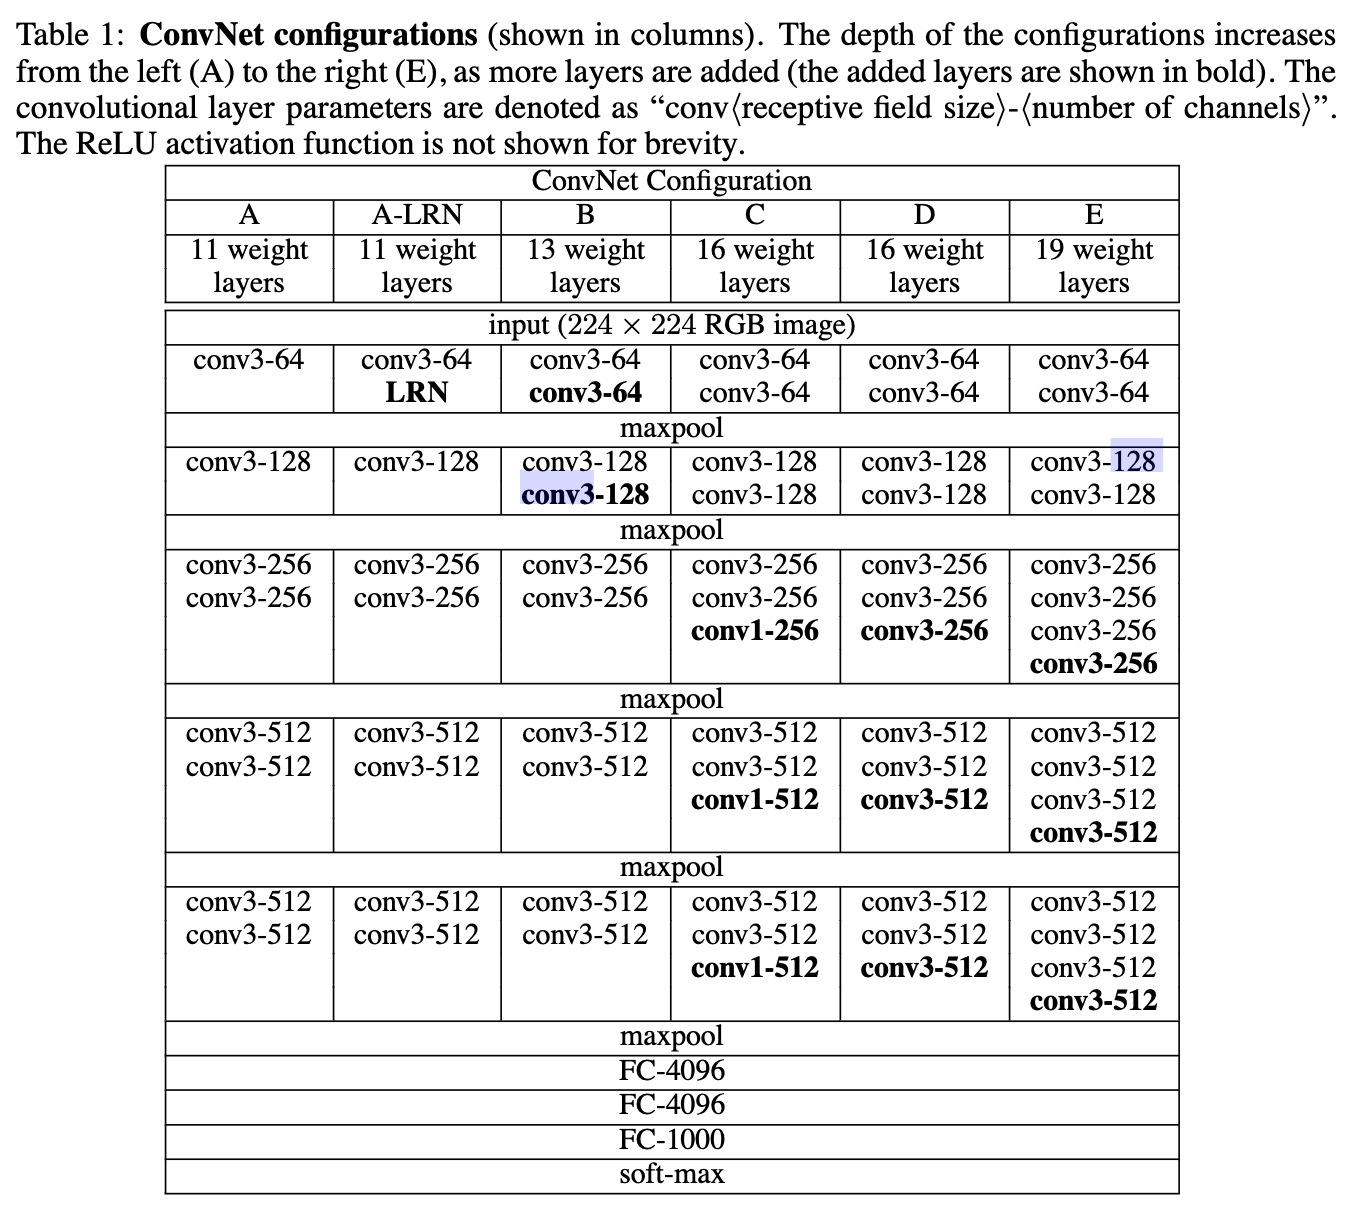 Table 1: ConvNet configurations (shown in columns). The depth of the configurations increases
from the left (A) to the right (E), as more layers are added (the added layers are shown in bold). The
convolutional layer parameters are denoted as “conv⟨receptive field size⟩-⟨number of channels⟩”.
The ReLU activation function is not shown for brevity.
ConvNet Configuration
A A-LRN B C D E
11 weight 11 weight 13 weight 16 weight 16 weight 19 weight
layers layers layers layers layers layers
input (224 × 224 RGB image)
conv3-64 conv3-64 conv3-64 conv3-64 conv3-64 conv3-64
LRN conv3-64 conv3-64 conv3-64 conv3-64
maxpool
conv3-128 conv3-128 conv3-128 conv3-128 conv3-128 conv3-128
conv3-128 conv3-128 conv3-128 conv3-128
maxpool
conv3-256 conv3-256 conv3-256 conv3-256 conv3-256 conv3-256
conv3-256 conv3-256 conv3-256 conv3-256 conv3-256 conv3-256
conv1-256 conv3-256 conv3-256
conv3-256
maxpool
conv3-512 conv3-512 conv3-512 conv3-512 conv3-512 conv3-512
conv3-512 conv3-512 conv3-512 conv3-512 conv3-512 conv3-512
conv1-512 conv3-512 conv3-512
conv3-512
maxpool
conv3-512 conv3-512 conv3-512 conv3-512 conv3-512 conv3-512
conv3-512 conv3-512 conv3-512 conv3-512 conv3-512 conv3-512
conv1-512 conv3-512 conv3-512
conv3-512
maxpool
FC-4096
FC-4096
FC-1000
soft-max